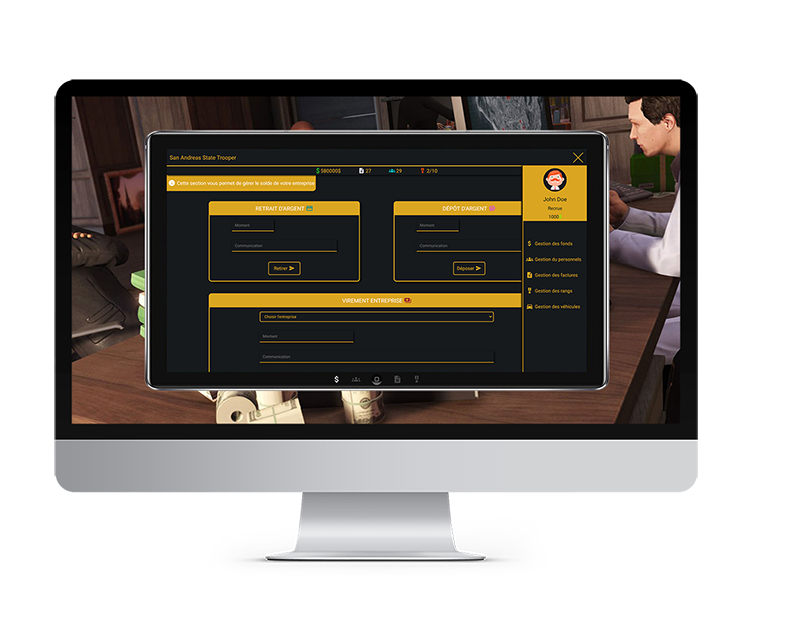 San Andreas State Trooper
580000$ 27 29 2/10
Cette section vous permet de gérer le solde de votre entreprise
John Doe
Recrue
1000
RETRAIT D'ARGENT
Montant
Communication
Retirer
DÉPÔT D'ARGENT
Montant
Communication
Déposer
VIREMENT ENTREPRISE
Choisir l'entreprise
Montant
Communication
Gestion des fonds
Gestion du personnels
Gestion des factures
Gestion des rangs
Gestion des véhicules